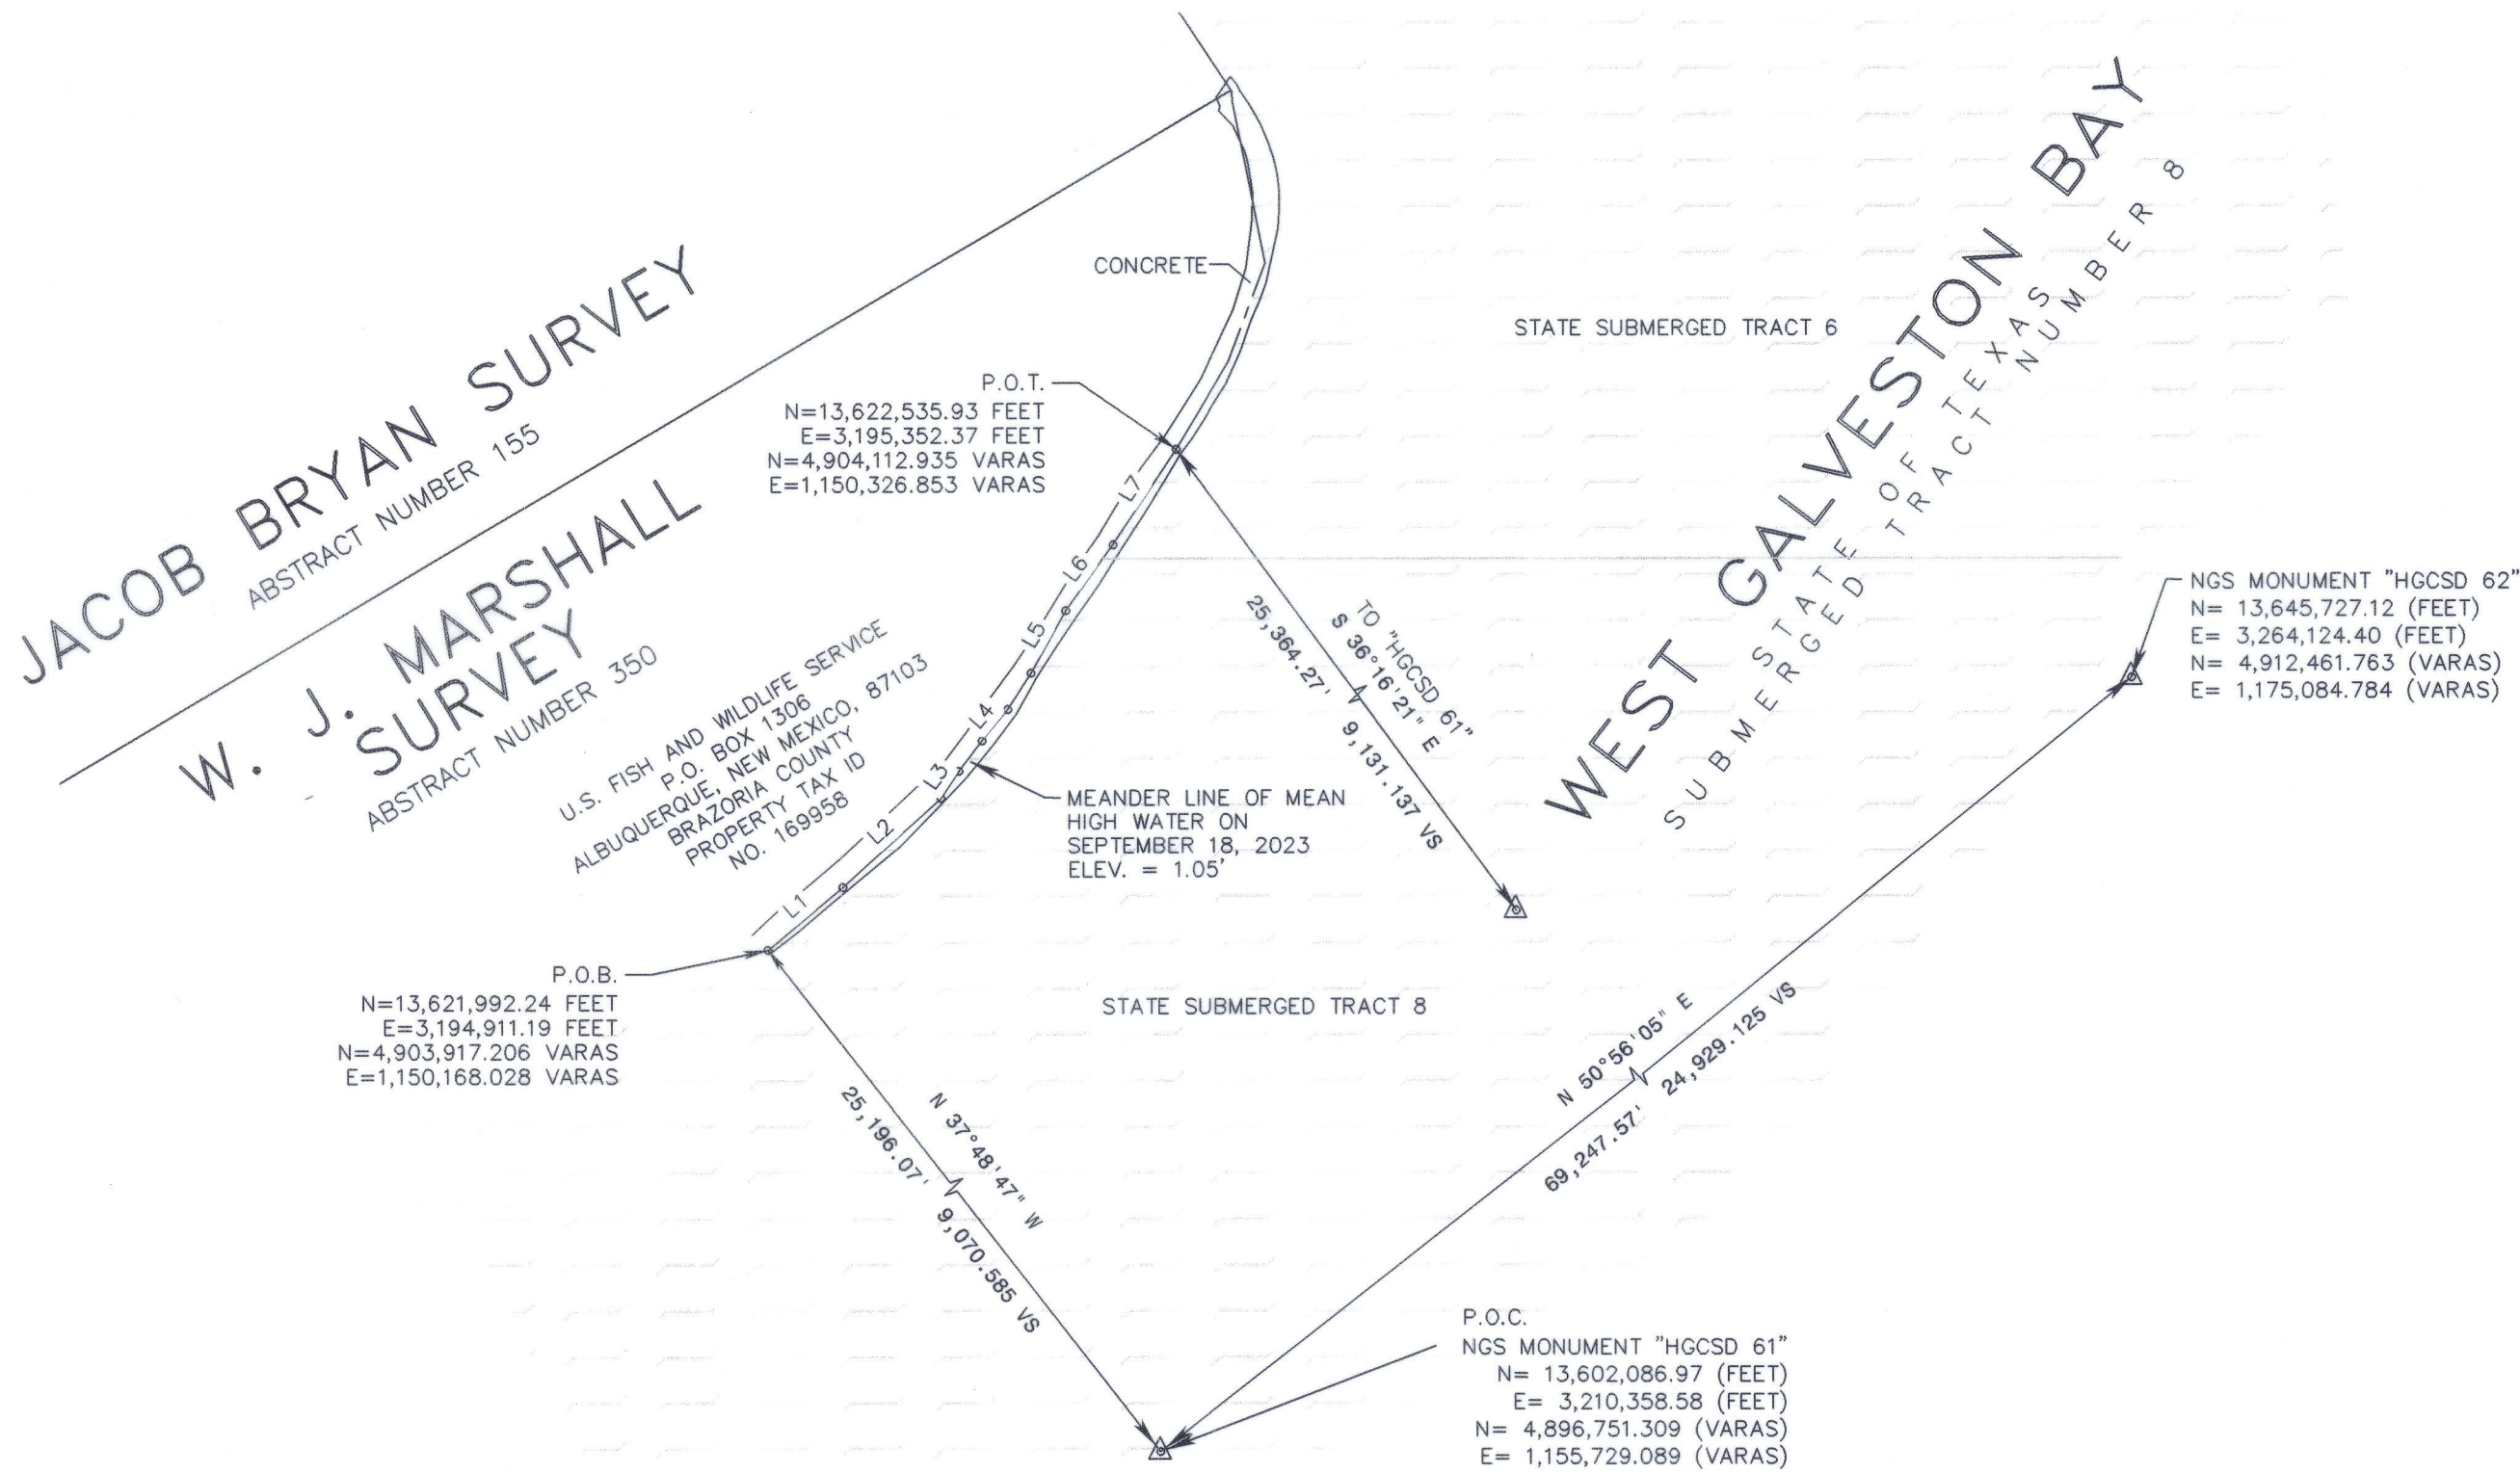 JACOB BRYAN SURVEY
ABSTRACT NUMBER 155
W. J. MARSHALL
SURVEY
ABSTRACT NUMBER 350
U.S. FISH AND WILDLIFE SERVICE
P.O. BOX 1306
ALBUQUERQUE, NEW MEXICO, 87103
BRAZORIA COUNTY
PROPERTY TAX ID
NO. 169958
CONCRETE
STATE SUBMERGED TRACT 6
P.O.T.
N=13,622,535.93 FEET
E=3,195,352.37 FEET
N=4,904,112.935 VARAS
E=1,150,326.853 VARAS
L7
L6
L5
L4
L3
L2
L1
TO "HGCSD 61"
S 36°16'21" E
25,364.27' 9,131.137 VS
WEST GALVESTON BAY
STATE OF TEXAS
SUBMERGED TRACT NUMBER 8
NGS MONUMENT "HGCSD 62"
N= 13,645,727.12 (FEET)
E= 3,264,124.40 (FEET)
N= 4,912,461.763 (VARAS)
E= 1,175,084.784 (VARAS)
MEANDER LINE OF MEAN
HIGH WATER ON
SEPTEMBER 18, 2023
ELEV. = 1.05'
P.O.B.
N=13,621,992.24 FEET
E=3,194,911.19 FEET
N=4,903,917.206 VARAS
E=1,150,168.028 VARAS
STATE SUBMERGED TRACT 8
N 37°48'47" W
25,196.07' 9,070.585 VS
N 50°56'05" E
69,247.57' 24,929.125 VS
P.O.C.
NGS MONUMENT "HGCSD 61"
N= 13,602,086.97 (FEET)
E= 3,210,358.58 (FEET)
N= 4,896,751.309 (VARAS)
E= 1,155,729.089 (VARAS)